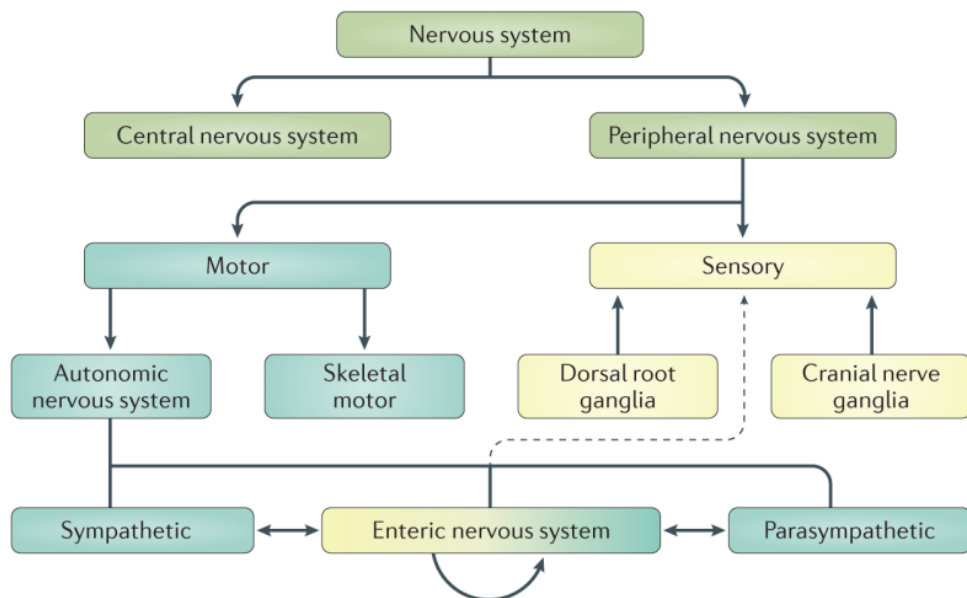 Nervous system
Central nervous system
Peripheral nervous system
Motor
Sensory
Autonomic
nervous system
Skeletal
motor
Dorsal root
ganglia
Cranial nerve
ganglia
Sympathetic
Enteric nervous system
Parasympathetic